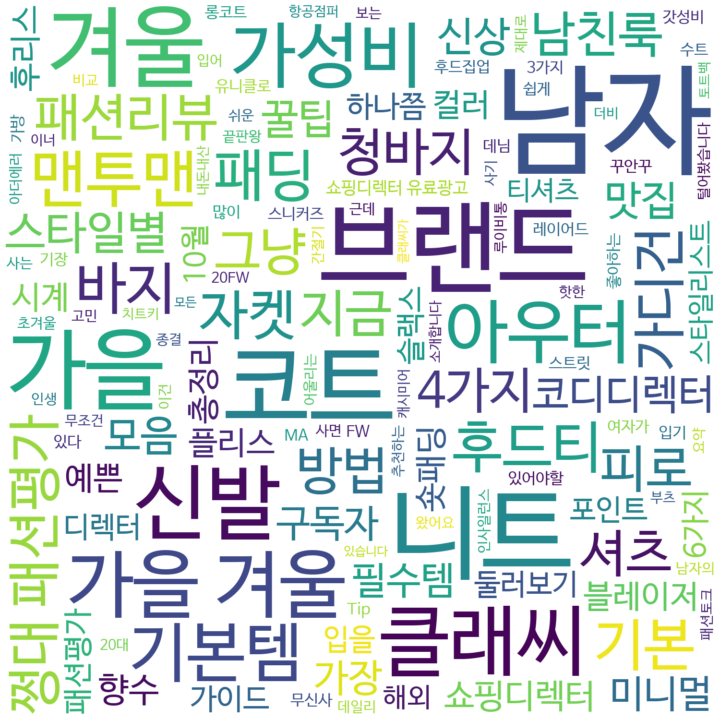 롱코트
항공점퍼
보는
갓성비
후리스
겨울
가성비
신상
남친룩
입어
비교
유니클로
후드집업
3가지
쉽게
제대로
수트
토트백
패션리뷰
꿀팁
하나쯤
컬러
남자
더비
이너
가방
쉬운
끝판왕
데님
꾸안꾸
털어봤습니다
아더에러
맨투맨
내돈내산
패딩
청바지
쇼핑디렉터 유료광고
사기
티셔츠
맛집
스타일별
많이
스니커즈
근데
브랜드
루이비통
레이어드
좋아하는
그냥
간절기
글래씨가
10월
사는
기장
바지
20FW
핫한
가디건
스타일리스트
시계
모든
치트키
자켓
지금
슬랙스
소개합니다
아우터
초겨울
고민
종결
스트릿
가을
인생
이건
어울리는
코트
캐시미어
4가지
코디디렉터
총정리
무조건
있다
모음
플리스
MA
사면 FW
추천하는
여자가
입기
요약
예쁜
신발
방법
후드티
있어야할
피로
쩡대 패션평가
디렉터
구독자
왔어요
니트
인사일런스
포인트
부츠
6가지
가을 겨울
있습니다
필수템
둘러보기
셔츠
남자의
패션토크
블레이저
패션평가
20대
기본템
Tip
입을
클래씨
기본
향수
가이드
가장
무신사
데일리
해외
쇼핑디렉터
미니멀